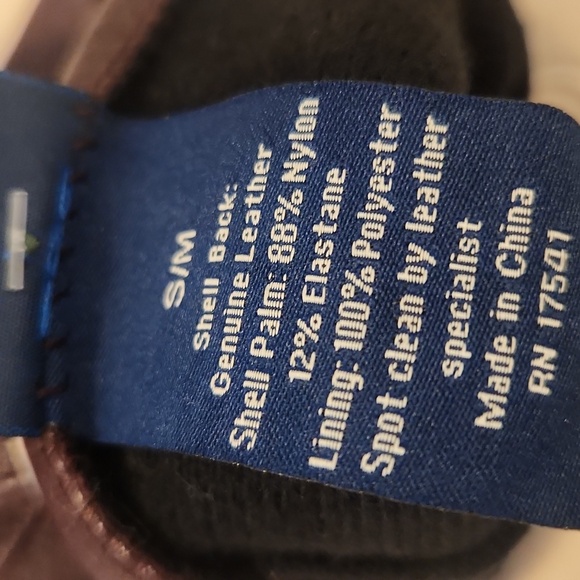 S/M
Shell Back:
Genuine Leather
Shell Palm: 88% Nylon
12% Elastane
Lining: 100% Polyester
Spot clean by leather
specialist
Made in China
RN 17541